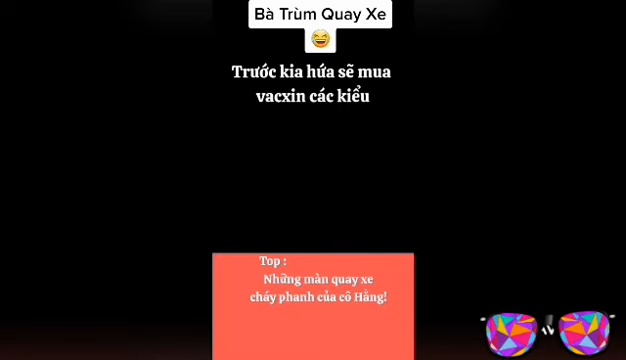 Bà Trùm Quay Xe
😆
Trước kia hứa sẽ mua
vacxin các kiểu
Top :
Những màn quay xe
cháy phanh của cô Hằng!